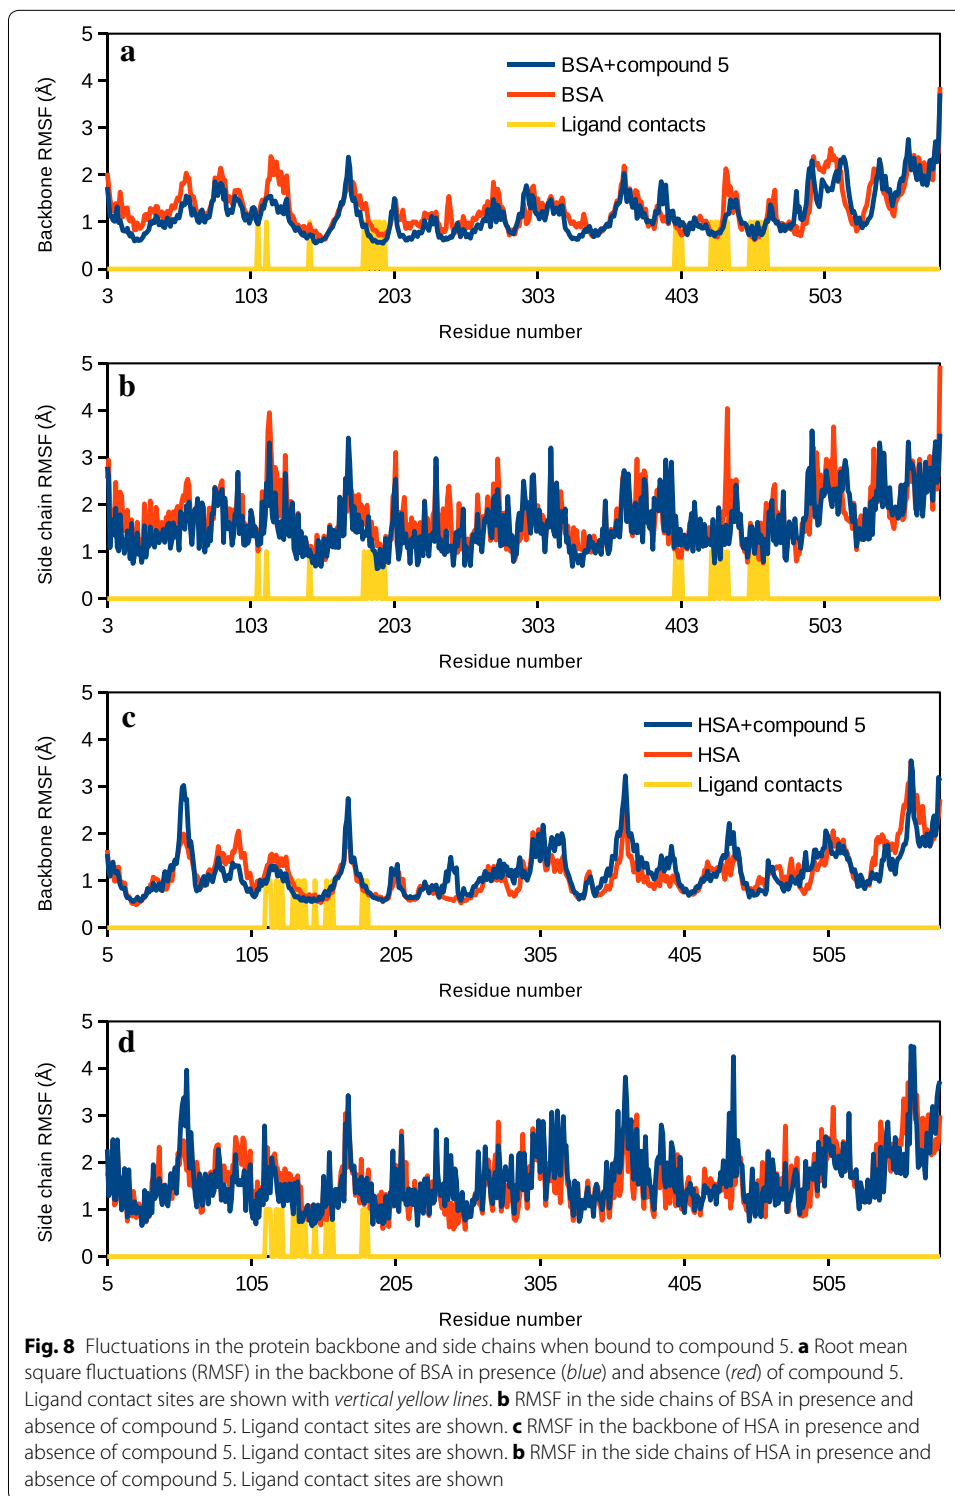 a
5
4
3
2
1
0
Backbone RMSF (Å)
BSA+compound 5
BSA
Ligand contacts
3 103 203 303 403 503
Residue number
b
5
4
3
2
1
0
Side chain RMSF (Å)
3 103 203 303 403 503
Residue number
c
5
4
3
2
1
0
Backbone RMSF (Å)
HSA+compound 5
HSA
Ligand contacts
5 105 205 305 405 505
Residue number
d
5
4
3
2
1
0
Side chain RMSF (Å)
5 105 205 305 405 505
Residue number
Fig. 8 Fluctuations in the protein backbone and side chains when bound to compound 5. a Root mean
square fluctuations (RMSF) in the backbone of BSA in presence (blue) and absence (red) of compound 5.
Ligand contact sites are shown with vertical yellow lines. b RMSF in the side chains of BSA in presence and
absence of compound 5. Ligand contact sites are shown. c RMSF in the backbone of HSA in presence and
absence of compound 5. Ligand contact sites are shown. b RMSF in the side chains of HSA in presence and
absence of compound 5. Ligand contact sites are shown